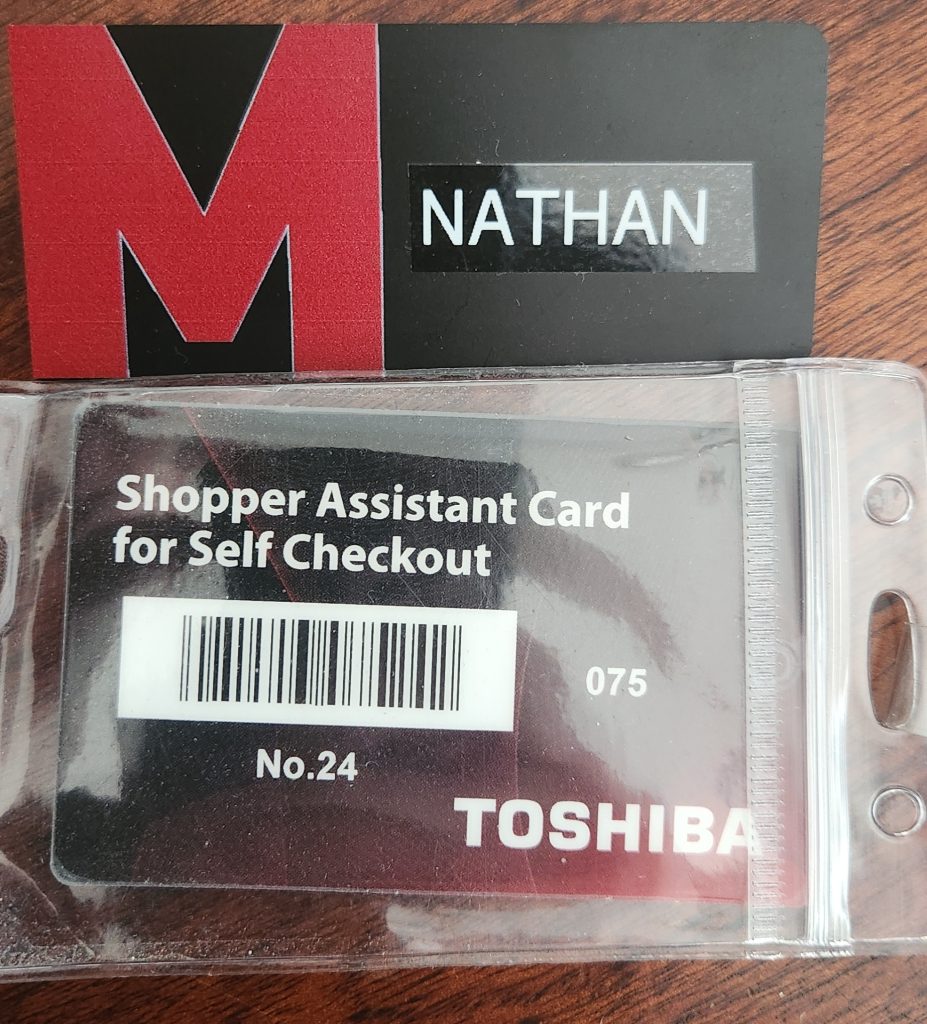 M
NATHAN
Shopper Assistant Card
for Self Checkout
075
No.24
TOSHIBA